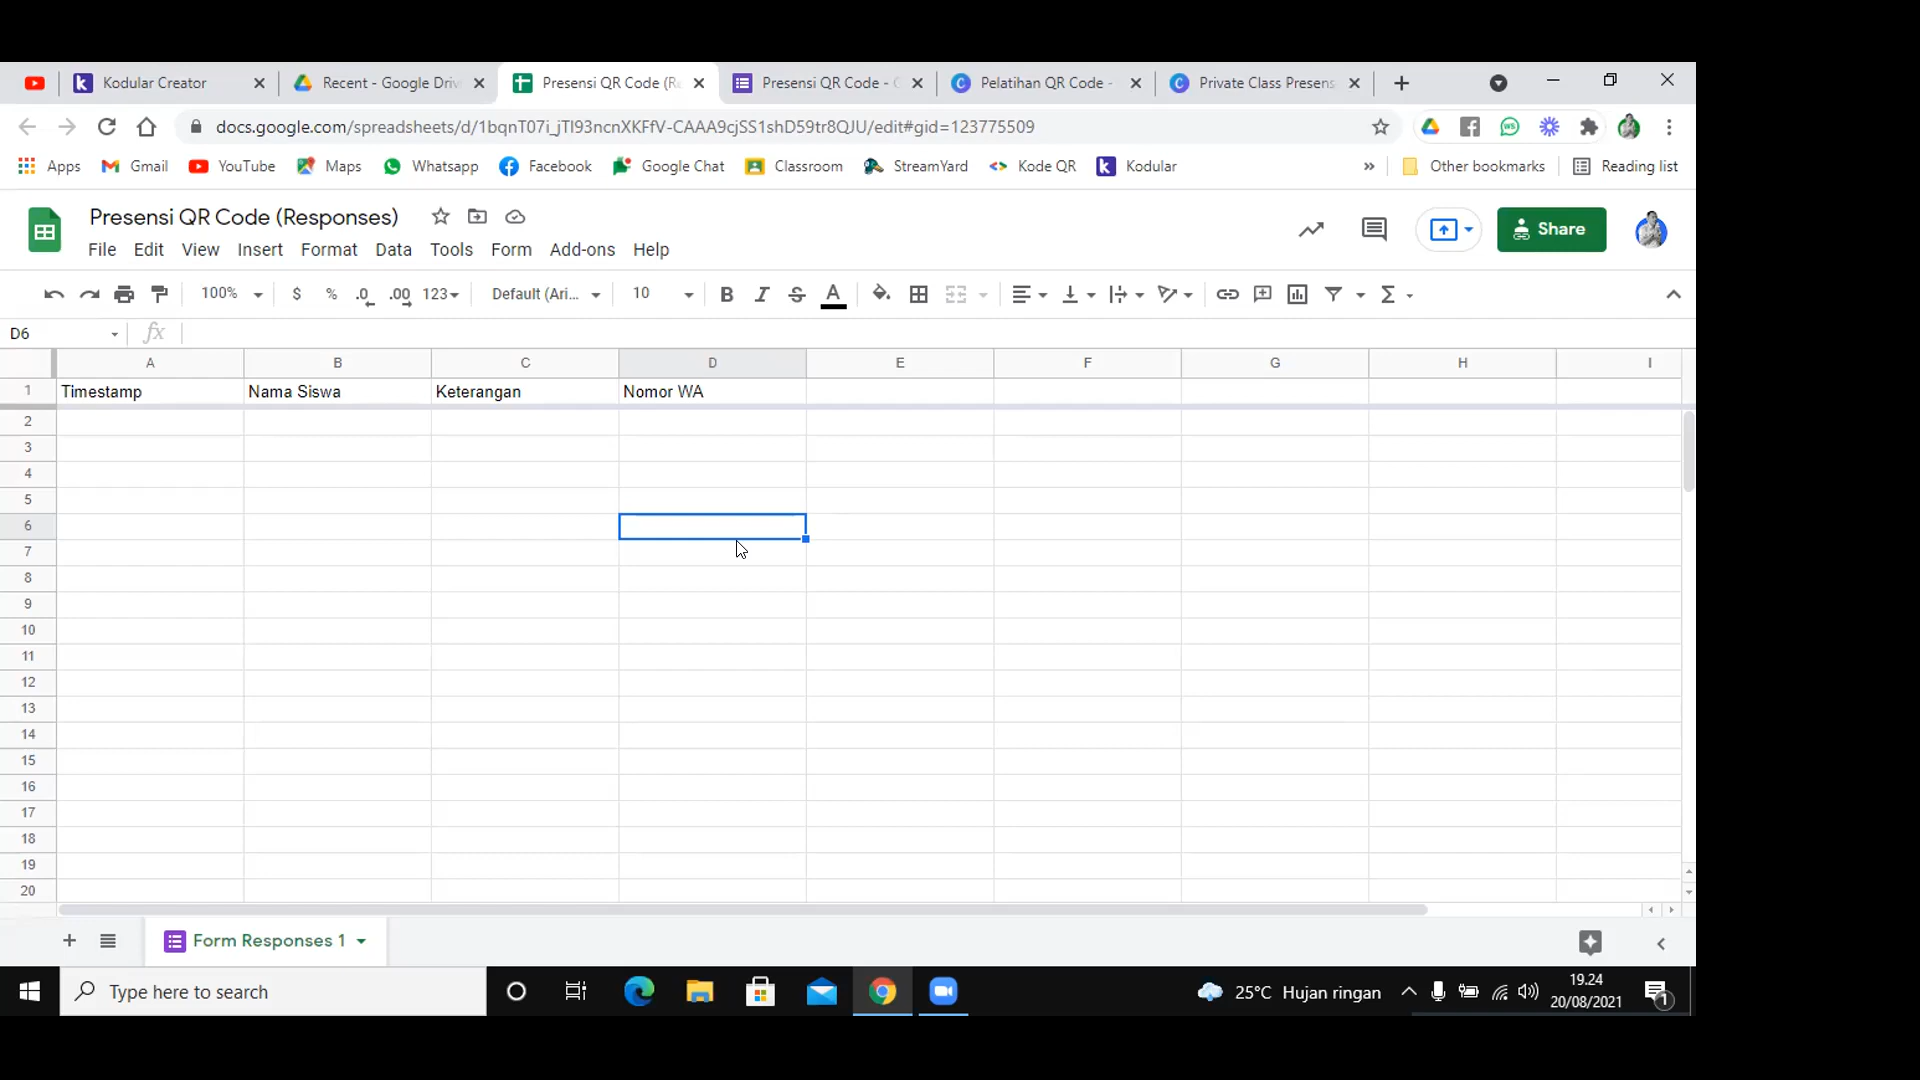 Kodular Creator
Recent - Google Driv
Presensi QR Code (Re
Presensi QR Code - G
Pelatihan QR Code -
Private Class Presens
docs.google.com/spreadsheets/d/1bqnT07i_jTl93ncnXKFfV-CAAA9cjSS1shD59tr8QJU/edit#gid=123775509
Apps Gmail YouTube Maps Whatsapp Facebook Google Chat Classroom StreamYard Kode QR Kodular » Other bookmarks Reading list
Presensi QR Code (Responses)
File Edit View Insert Format Data Tools Form Add-ons Help
Share
100% $ % .0 .00 123 Default (Ari... 10 B I S A Σ
D6 fx
A B C D E F G H I
1 Timestamp Nama Siswa Keterangan Nomor WA
2
3
4
5
6
7
8
9
10
11
12
13
14
15
16
17
18
19
20
Form Responses 1
Type here to search
25°C Hujan ringan
19.24
20/08/2021
1